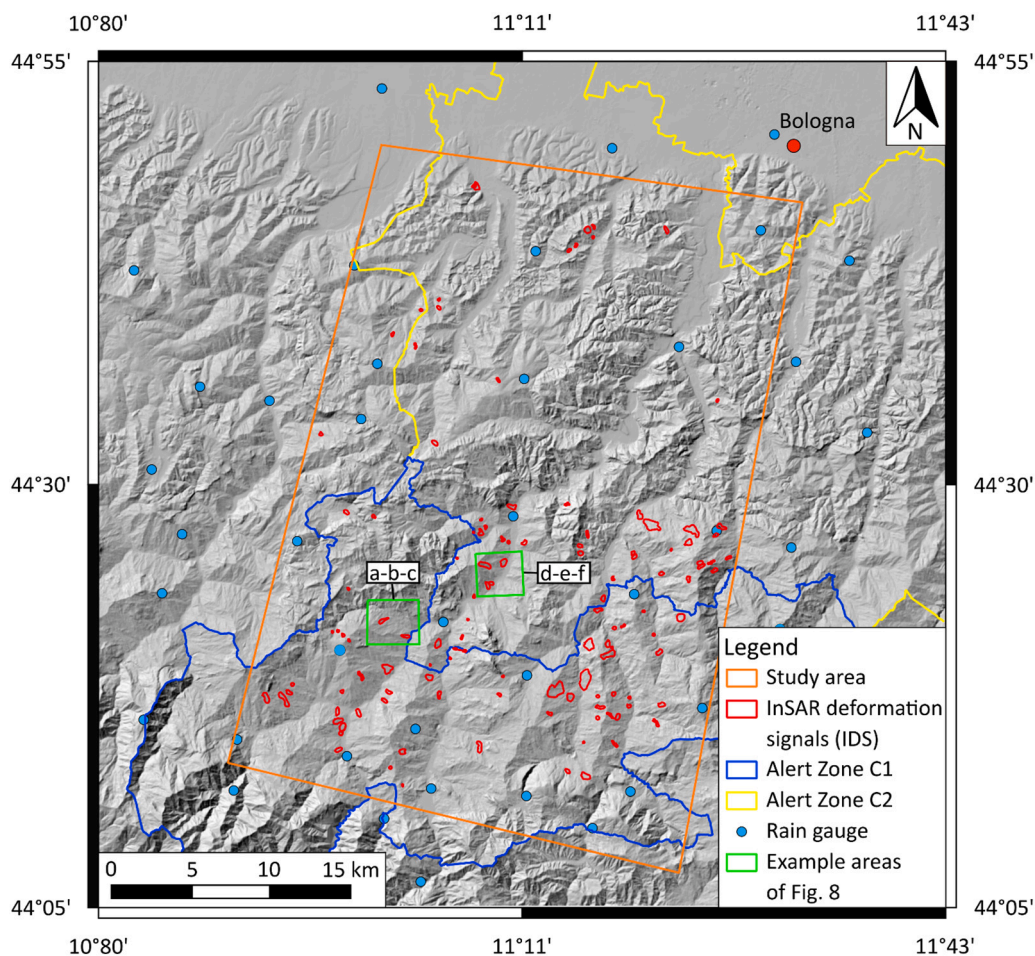 10°80'
11°11'
11°43'
44°55'
44°55'
N
Bologna
44°30'
44°30'
a-b-c
d-e-f
Legend
Study area
InSAR deformation
signals (IDS)
Alert Zone C1
Alert Zone C2
Rain gauge
Example areas
of Fig. 8
0 5 10 15 km
44°05'
44°05'
10°80'
11°11'
11°43'